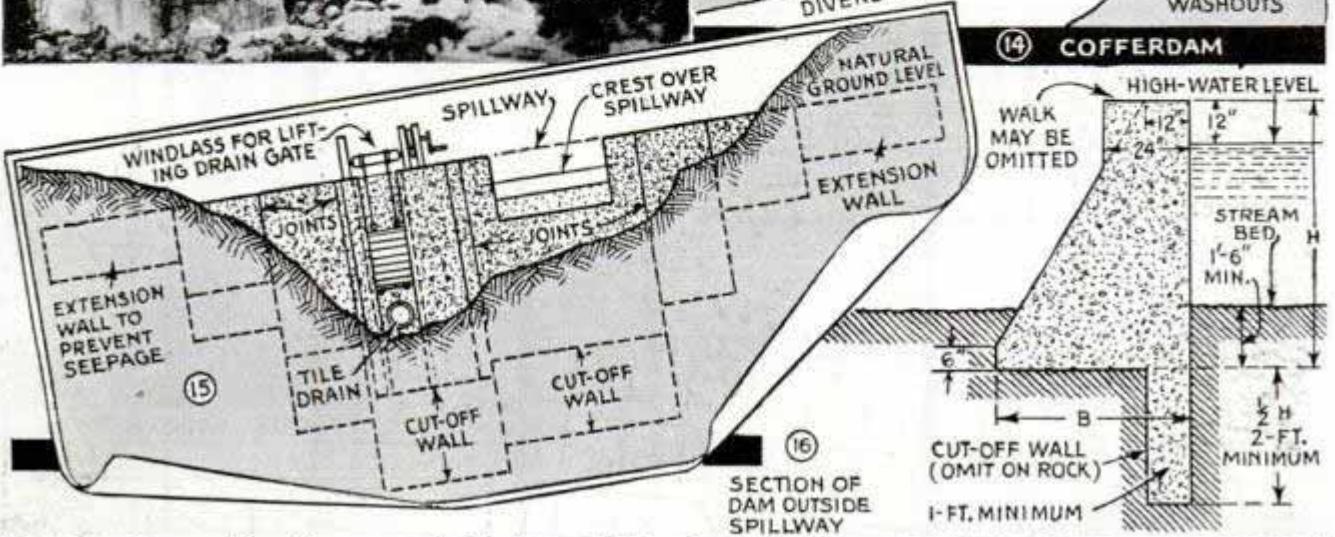 WASHOUTS
14 COFFERDAM
WINDLASS FOR LIFT-
ING DRAIN GATE
SPILLWAY
CREST OVER
SPILLWAY
NATURAL
GROUND LEVEL
JOINTS
JOINTS
EXTENSION
WALL
EXTENSION
WALL TO
PREVENT
SEEPAGE
15
TILE
DRAIN
CUT-OFF
WALL
CUT-OFF
WALL
HIGH-WATER LEVEL
WALK
MAY BE
OMITTED
12"
12"
24"
STREAM
BED
H
1'-6"
MIN.
6"
B
½ H
2-FT.
MINIMUM
CUT-OFF WALL
(OMIT ON ROCK)
1-FT. MINIMUM
16
SECTION OF
DAM OUTSIDE
SPILLWAY